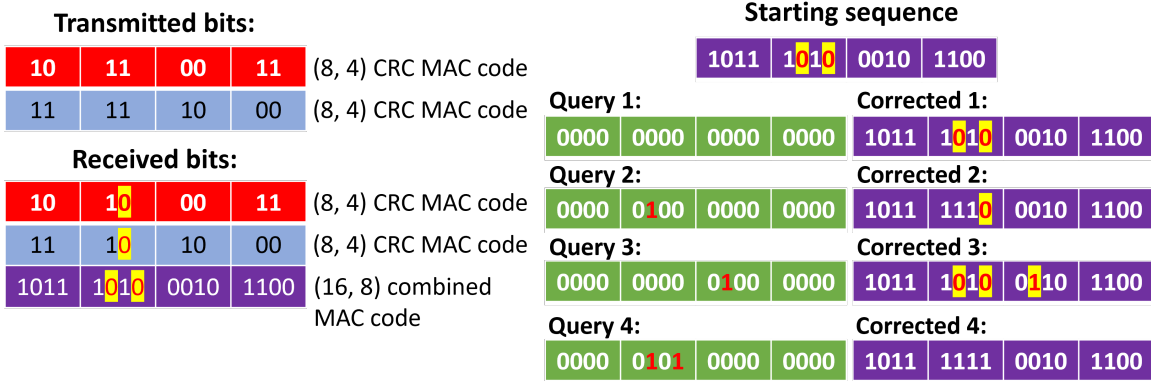 Transmitted bits:
10 11 00 11 (8, 4) CRC MAC code
11 11 10 00 (8, 4) CRC MAC code
Received bits:
10 10 00 11 (8, 4) CRC MAC code
11 10 10 00 (8, 4) CRC MAC code
1011 1010 0010 1100 (16, 8) combined
MAC code
Starting sequence
1011 1010 0010 1100
Query 1: Corrected 1:
0000 0000 0000 0000 1011 1010 0010 1100
Query 2: Corrected 2:
0000 0100 0000 0000 1011 1110 0010 1100
Query 3: Corrected 3:
0000 0000 0100 0000 1011 1010 0110 1100
Query 4: Corrected 4:
0000 0101 0000 0000 1011 1111 0010 1100